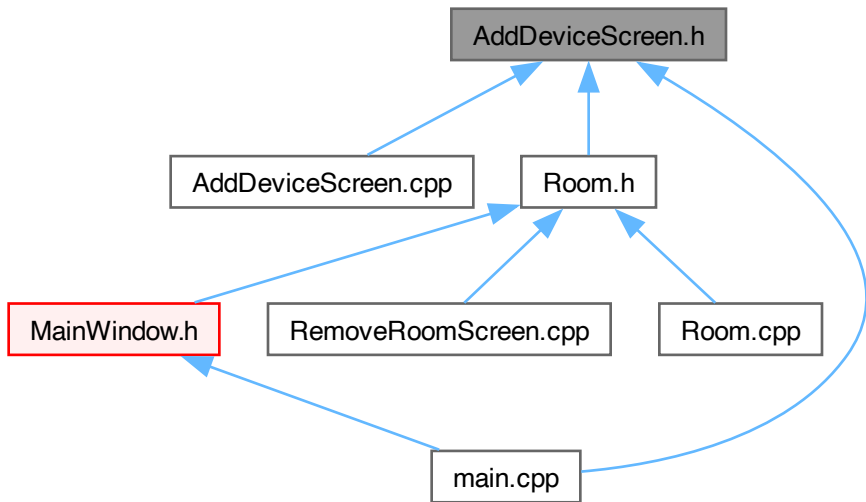 AddDeviceScreen.h
AddDeviceScreen.cpp
Room.h
MainWindow.h
RemoveRoomScreen.cpp
Room.cpp
main.cpp